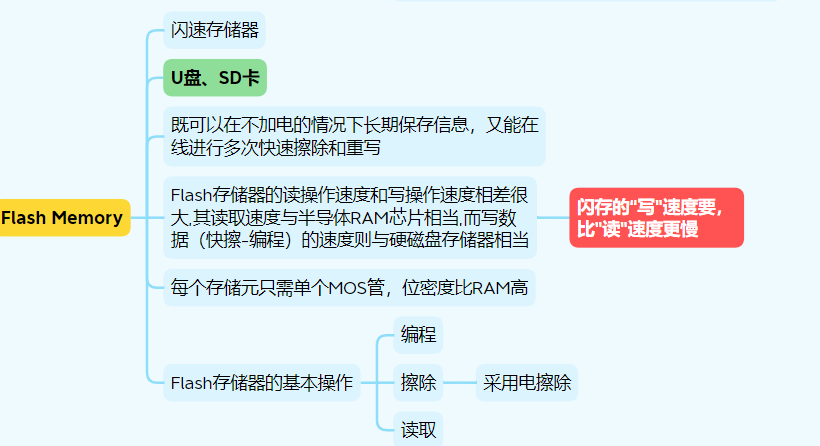 Flash Memory
闪速存储器
U盘、SD卡
既可以在不加电的情况下长期保存信息，又能在
线进行多次快速擦除和重写
Flash存储器的读操作速度和写操作速度相差很
大,其读取速度与半导体RAM芯片相当,而写数
据（快擦-编程）的速度则与硬磁盘存储器相当
闪存的"写"速度要，
比"读"速度更慢
每个存储元只需单个MOS管，位密度比RAM高
Flash存储器的基本操作
编程
擦除
采用电擦除
读取